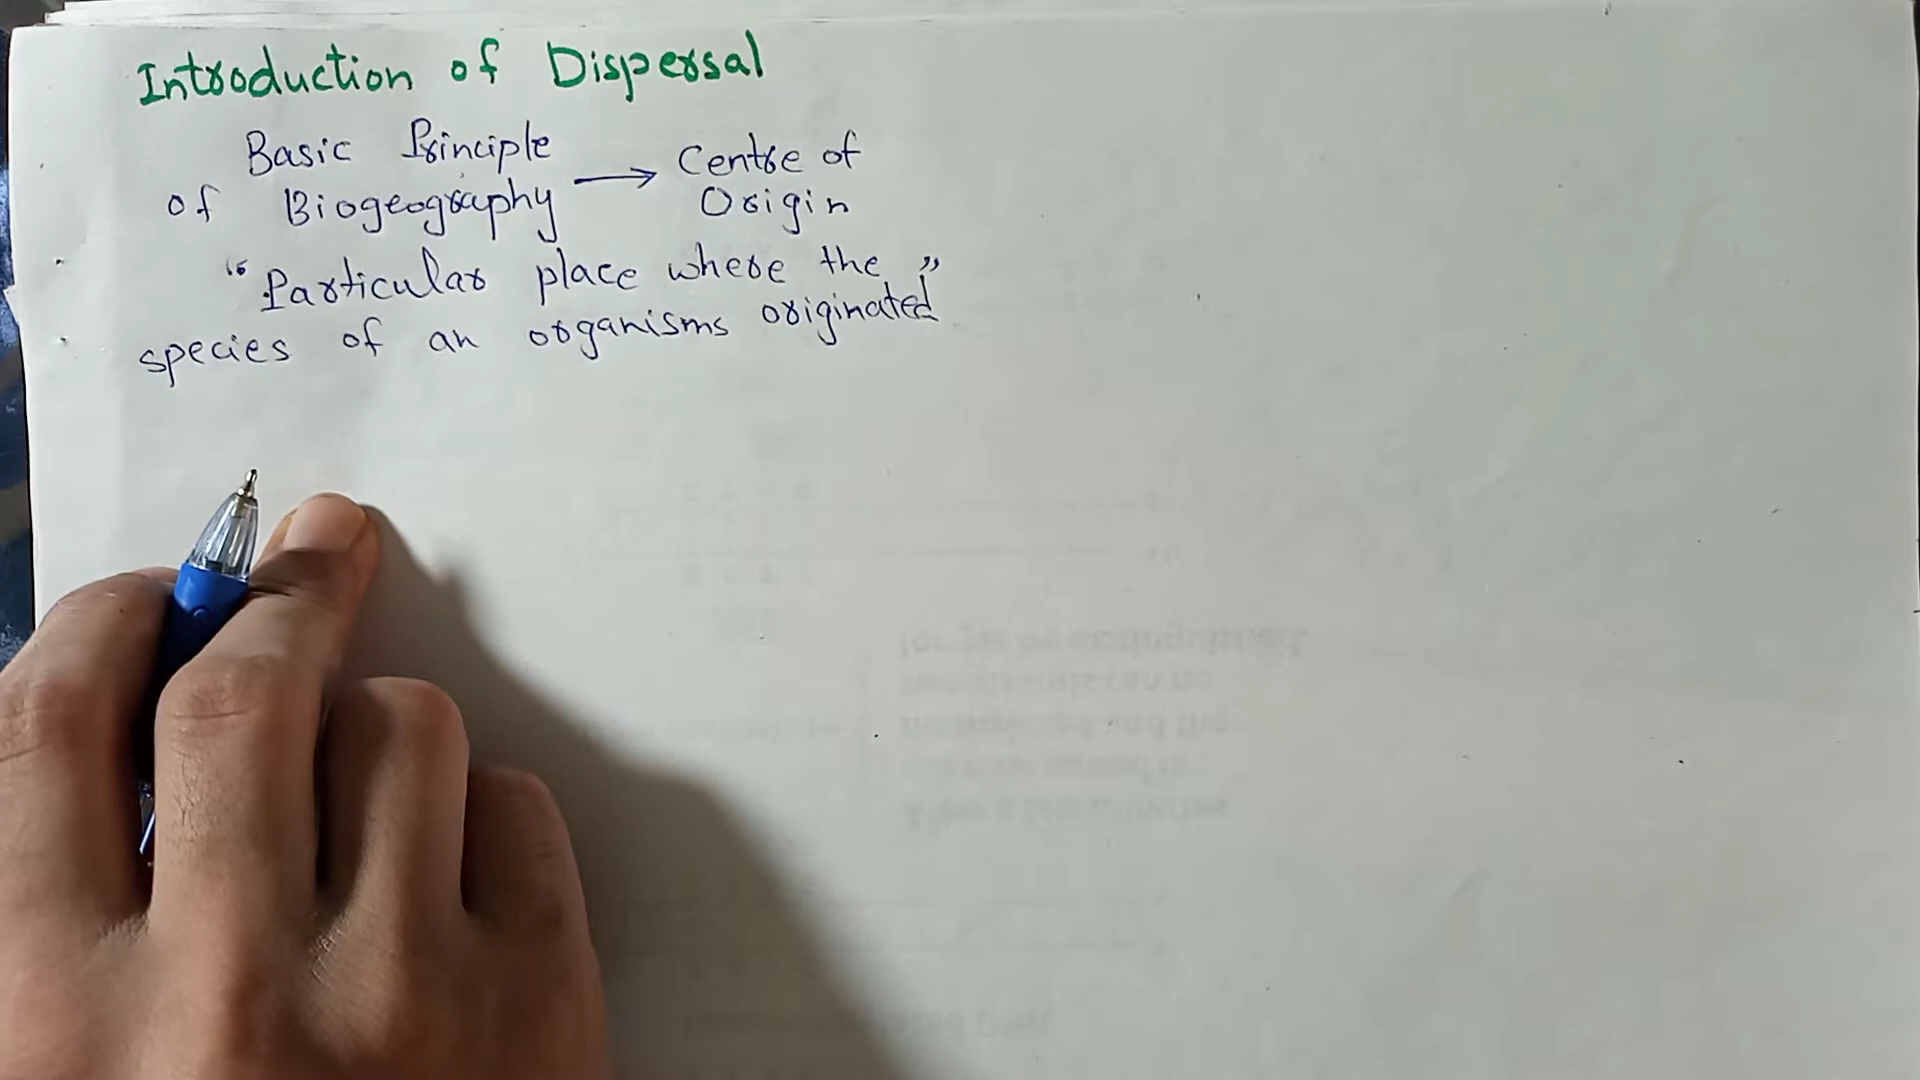 Introduction of Dispersal
Basic Principle
of Biogeography → Centre of
Origin
"Particular place where the"
species of an organisms originated